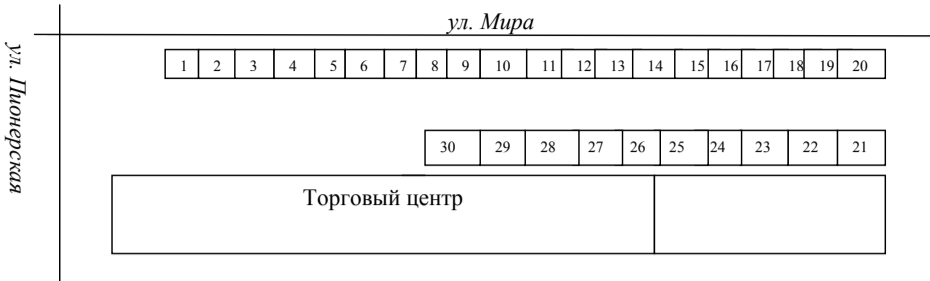 ул. Мира
ул. Пионерская
1 2 3 4 5 6 7 8 9 10 11 12 13 14 15 16 17 18 19 20
30 29 28 27 26 25 24 23 22 21
Торговый центр